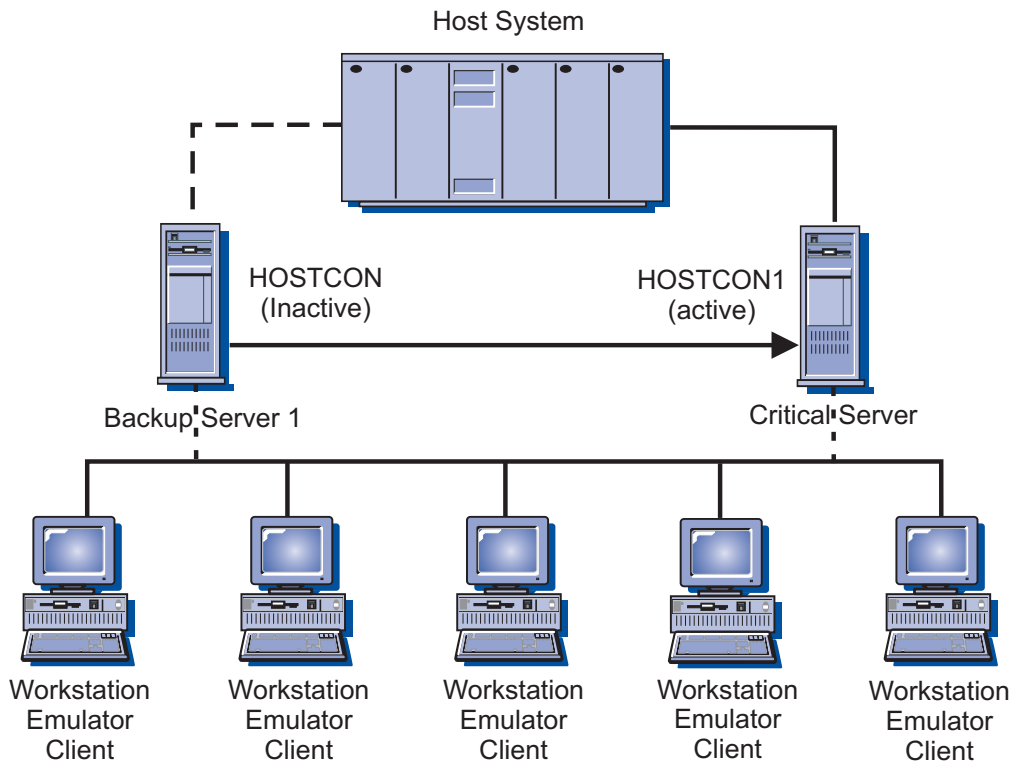 Host System
HOSTCON
(Inactive)
HOSTCON1
(active)
Backup Server 1
Critical Server
Workstation
Emulator
Client
Workstation
Emulator
Client
Workstation
Emulator
Client
Workstation
Emulator
Client
Workstation
Emulator
Client